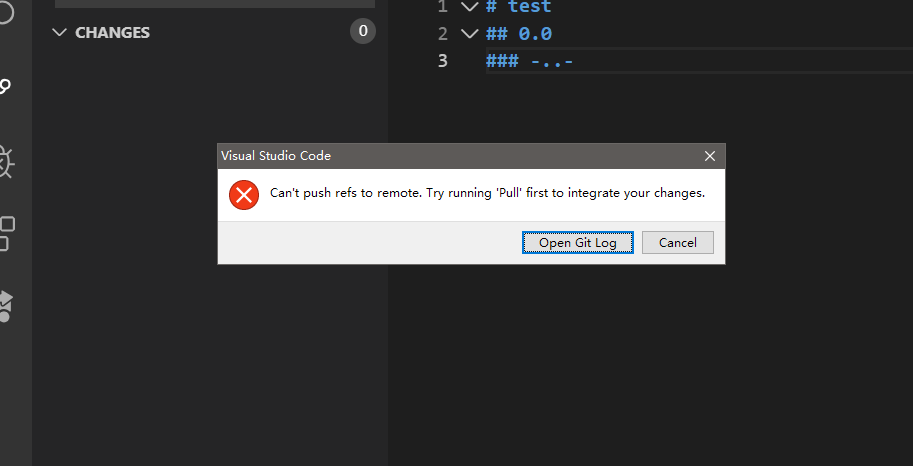 CHANGES
0
1 # test
2 ## 0.0
3 ### -..-
Visual Studio Code
Can't push refs to remote. Try running 'Pull' first to integrate your changes.
Open Git Log
Cancel